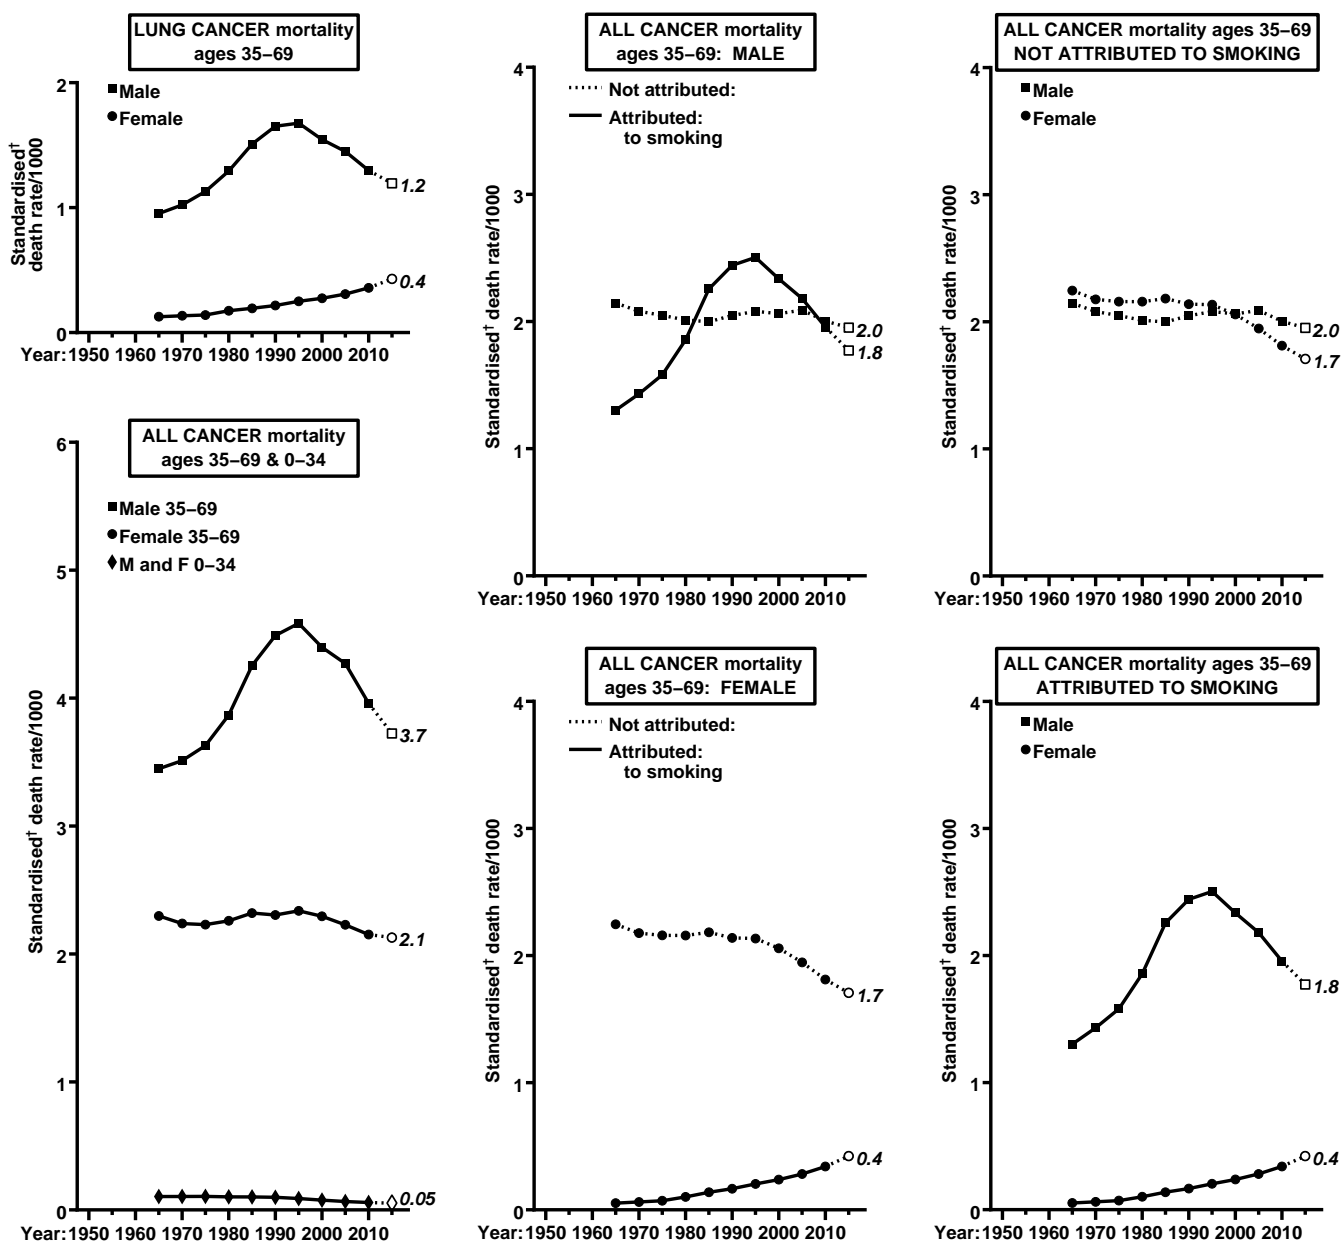 LUNG CANCER mortality
ages 35–69
Male
Female
Standardised†
death rate/1000
2
1
0
1.2
0.4
Year: 1950 1960 1970 1980 1990 2000 2010
ALL CANCER mortality
ages 35–69 & 0–34
Male 35–69
Female 35–69
M and F 0–34
Standardised† death rate/1000
6
5
4
3
2
1
0
3.7
2.1
0.05
Year: 1950 1960 1970 1980 1990 2000 2010
ALL CANCER mortality
ages 35–69: MALE
Not attributed:
Attributed:
to smoking
Standardised† death rate/1000
4
3
2
1
0
2.0
1.8
Year: 1950 1960 1970 1980 1990 2000 2010
ALL CANCER mortality
ages 35–69: FEMALE
Not attributed:
Attributed:
to smoking
Standardised† death rate/1000
4
3
2
1
0
1.7
0.4
Year: 1950 1960 1970 1980 1990 2000 2010
ALL CANCER mortality ages 35–69
NOT ATTRIBUTED TO SMOKING
Male
Female
Standardised† death rate/1000
4
3
2
1
0
2.0
1.7
Year: 1950 1960 1970 1980 1990 2000 2010
ALL CANCER mortality ages 35–69
ATTRIBUTED TO SMOKING
Male
Female
Standardised† death rate/1000
4
3
2
1
0
1.8
0.4
Year: 1950 1960 1970 1980 1990 2000 2010